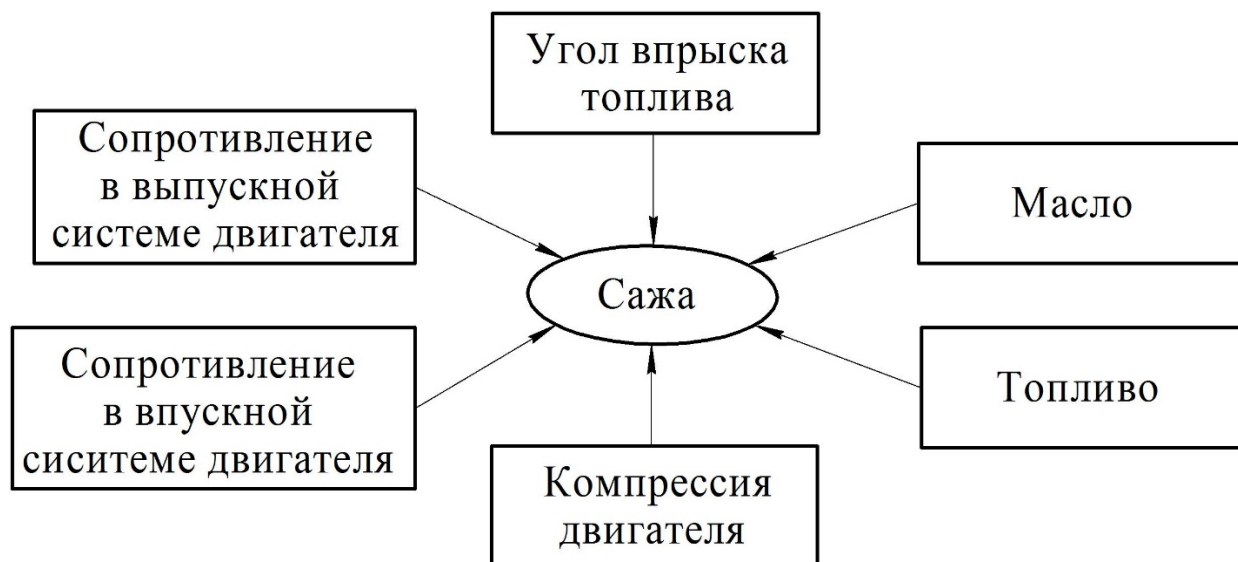 Угол впрыска
топлива
Сопротивление
в выпускной
системе двигателя
Масло
Сажа
Сопротивление
в впускной
сиситеме двигателя
Топливо
Компрессия
двигателя